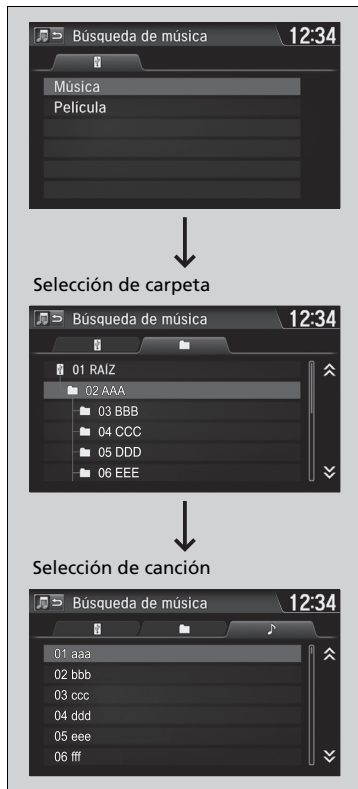 Búsqueda de música 12:34
Música
Película
Selección de carpeta
Búsqueda de música 12:34
01 RAÍZ
02 AAA
03 BBB
04 CCC
05 DDD
06 EEE
Selección de canción
Búsqueda de música 12:34
01 aaa
02 bbb
03 ccc
04 ddd
05 eee
06 fff